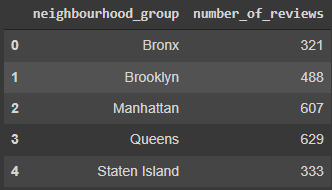 neighbourhood_group number_of_reviews
0 Bronx 321
1 Brooklyn 488
2 Manhattan 607
3 Queens 629
4 Staten Island 333